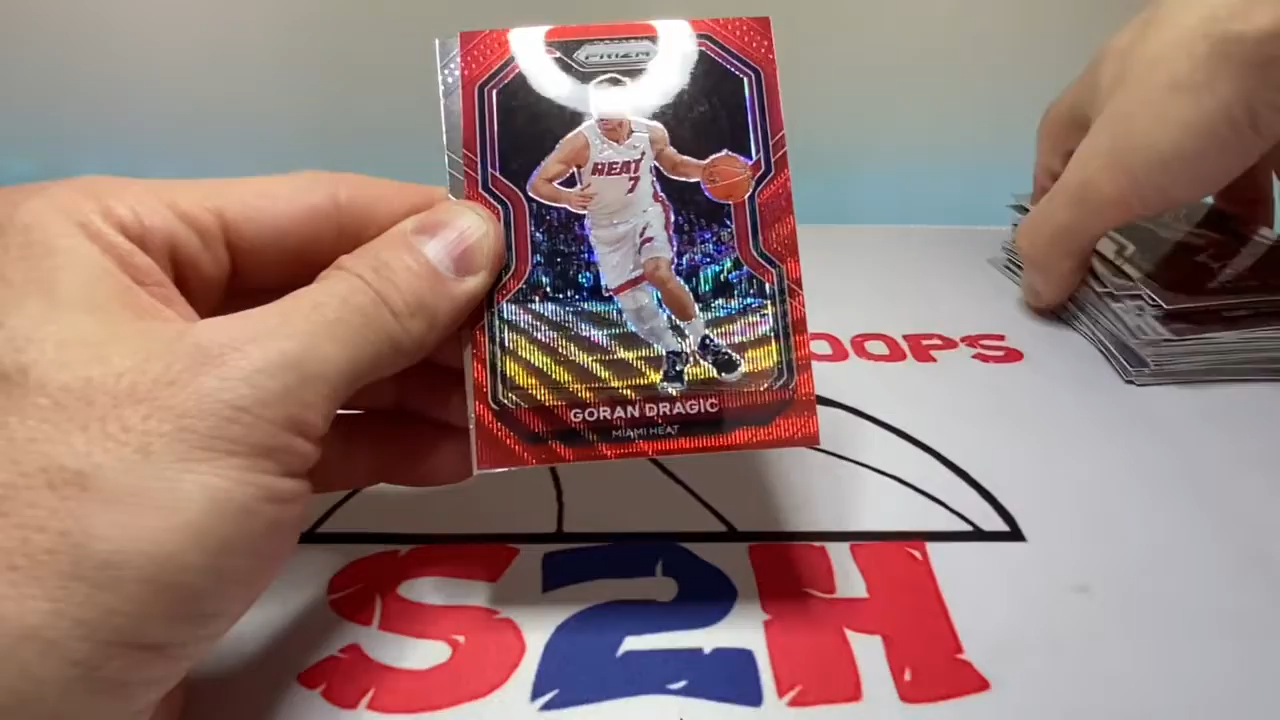 PRIZM
HEAT
7
GORAN DRAGIC
MIAMI HEAT
OOPS
S2H